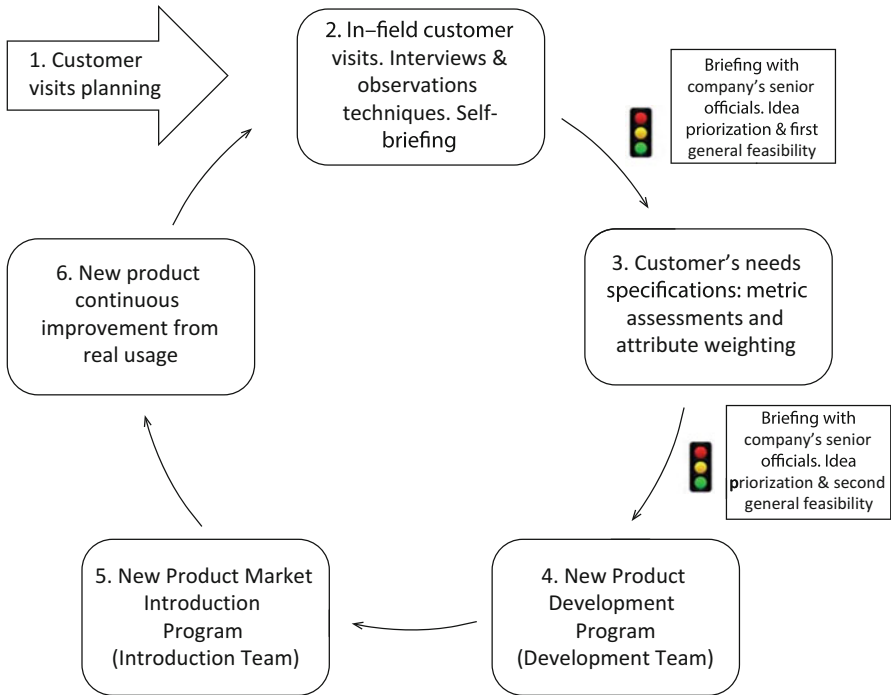 1. Customer
visits planning
2. In–field customer
visits. Interviews &
observations
techniques. Self-
briefing
Briefing with
company's senior
officials. Idea
priorization & first
general feasibility
3. Customer's needs
specifications: metric
assessments and
attribute weighting
Briefing with
company's senior
officials. Idea
priorization & second
general feasibility
4. New Product
Development
Program
(Development Team)
5. New Product Market
Introduction
Program
(Introduction Team)
6. New product
continuous
improvement from
real usage